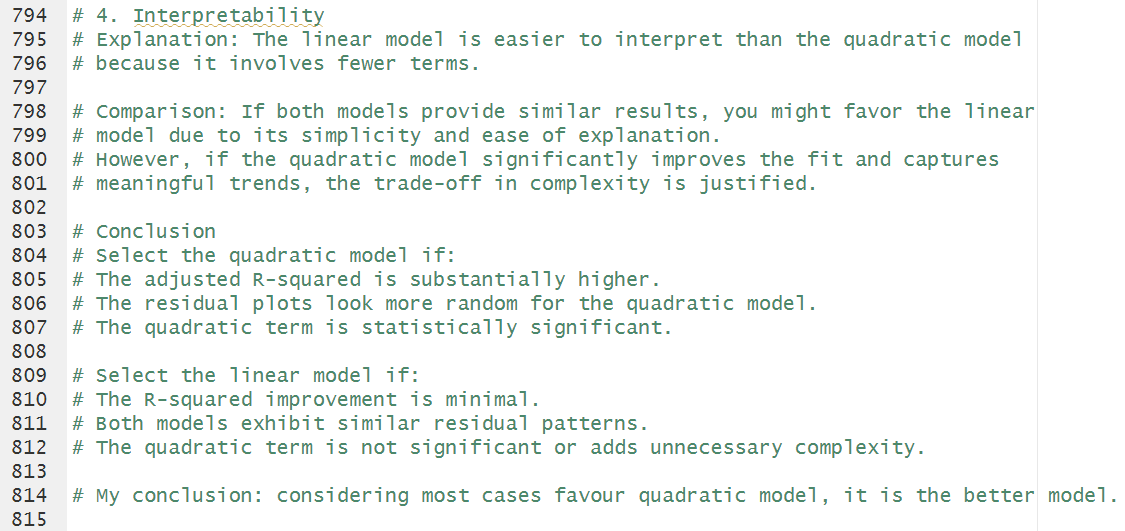 794 # 4. Interpretability
795 # Explanation: The linear model is easier to interpret than the quadratic model
796 # because it involves fewer terms.
797
798 # Comparison: If both models provide similar results, you might favor the linear
799 # model due to its simplicity and ease of explanation.
800 # However, if the quadratic model significantly improves the fit and captures
801 # meaningful trends, the trade-off in complexity is justified.
802
803 # Conclusion
804 # Select the quadratic model if:
805 # The adjusted R-squared is substantially higher.
806 # The residual plots look more random for the quadratic model.
807 # The quadratic term is statistically significant.
808
809 # Select the linear model if:
810 # The R-squared improvement is minimal.
811 # Both models exhibit similar residual patterns.
812 # The quadratic term is not significant or adds unnecessary complexity.
813
814 # My conclusion: considering most cases favour quadratic model, it is the better model.
815